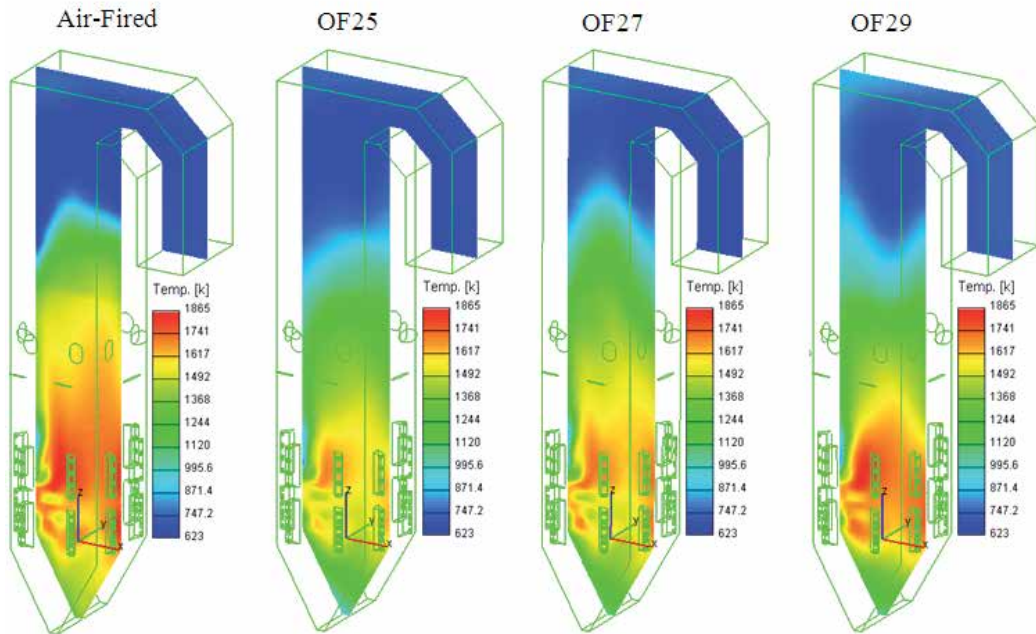 Air-Fired
OF25
OF27
OF29
Temp. [k]
1865
1741
1617
1492
1368
1244
1120
995.6
871.4
747.2
623
z
y
x
Temp. [k]
1865
1741
1617
1492
1368
1244
1120
995.6
871.4
747.2
623
z
y
x
Temp. [k]
1865
1741
1617
1492
1368
1244
1120
995.6
871.4
747.2
623
z
y
x
Temp. [k]
1865
1741
1617
1492
1368
1244
1120
995.6
871.4
747.2
623
z
y
x